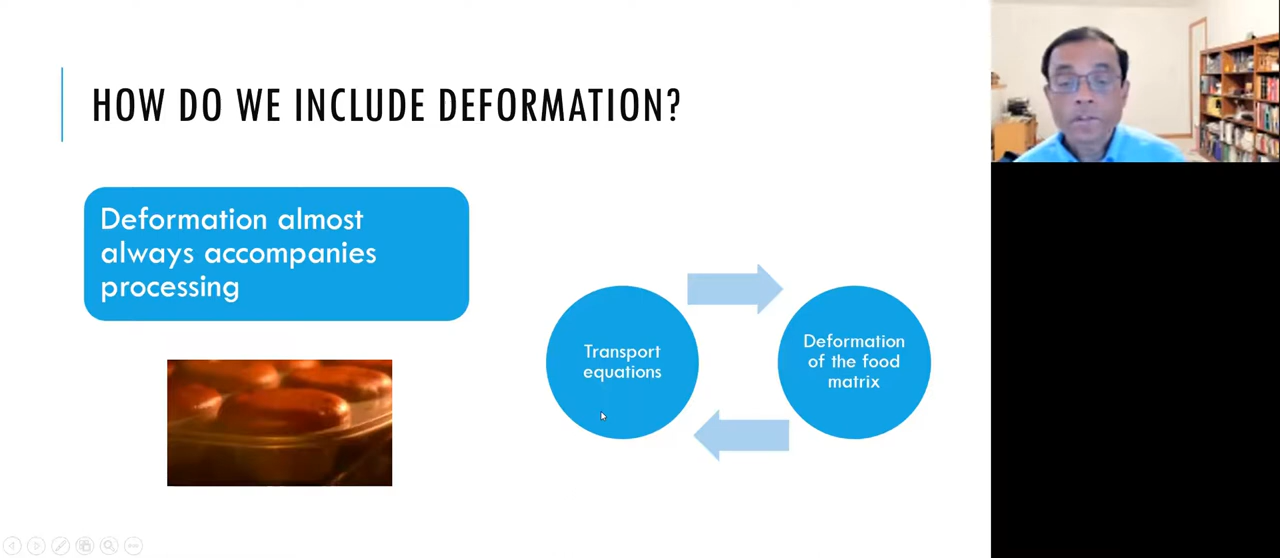 HOW DO WE INCLUDE DEFORMATION?
Deformation almost
always accompanies
processing
Transport
equations
Deformation
of the food
matrix